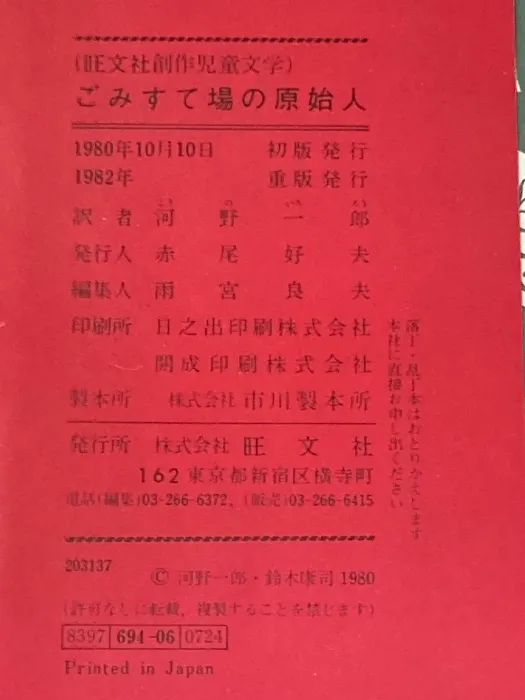 (旺文社創作児童文学)
ごみすて場の原始人
1980年10月10日 初版発行
1982年 重版発行
訳者 河野一郎
発行人 赤尾好夫
編集人 雨宮良夫
印刷所 日之出印刷株式会社
開成印刷株式会社
製本所 株式会社市川製本所
発行所 株式会社 旺文社
162 東京都新宿区横寺町
電話(編集)03-266-6372, (販売)03-266-6415
落丁・乱丁本はおとりかえします
本社に直接お申し出ください
203137
© 河野一郎・鈴木康司 1980
(許可なしに転載, 複製することを禁じます)
8397 694-06 0724
Printed in Japan